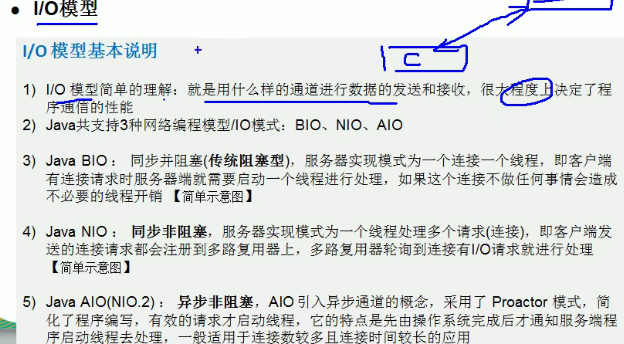 • I/O模型
I/O 模型基本说明
1) I/O 模型简单的理解：就是用什么样的通道进行数据的发送和接收，很大程度上决定了程
序通信的性能
2) Java共支持3种网络编程模型/IO模式：BIO、NIO、AIO
3) Java BIO ： 同步并阻塞(传统阻塞型)，服务器实现模式为一个连接一个线程，即客户端
有连接请求时服务器端就需要启动一个线程进行处理，如果这个连接不做任何事情会造成
不必要的线程开销 【简单示意图】
4) Java NIO ： 同步非阻塞，服务器实现模式为一个线程处理多个请求(连接)，即客户端发
送的连接请求都会注册到多路复用器上，多路复用器轮询到连接有I/O请求就进行处理
【简单示意图】
5) Java AIO(NIO.2) ： 异步非阻塞，AIO 引入异步通道的概念，采用了 Proactor 模式，简
化了程序编写，有效的请求才启动线程，它的特点是先由操作系统完成后才通知服务端程
序启动线程去处理，一般适用于连接数较多且连接时间较长的应用
C